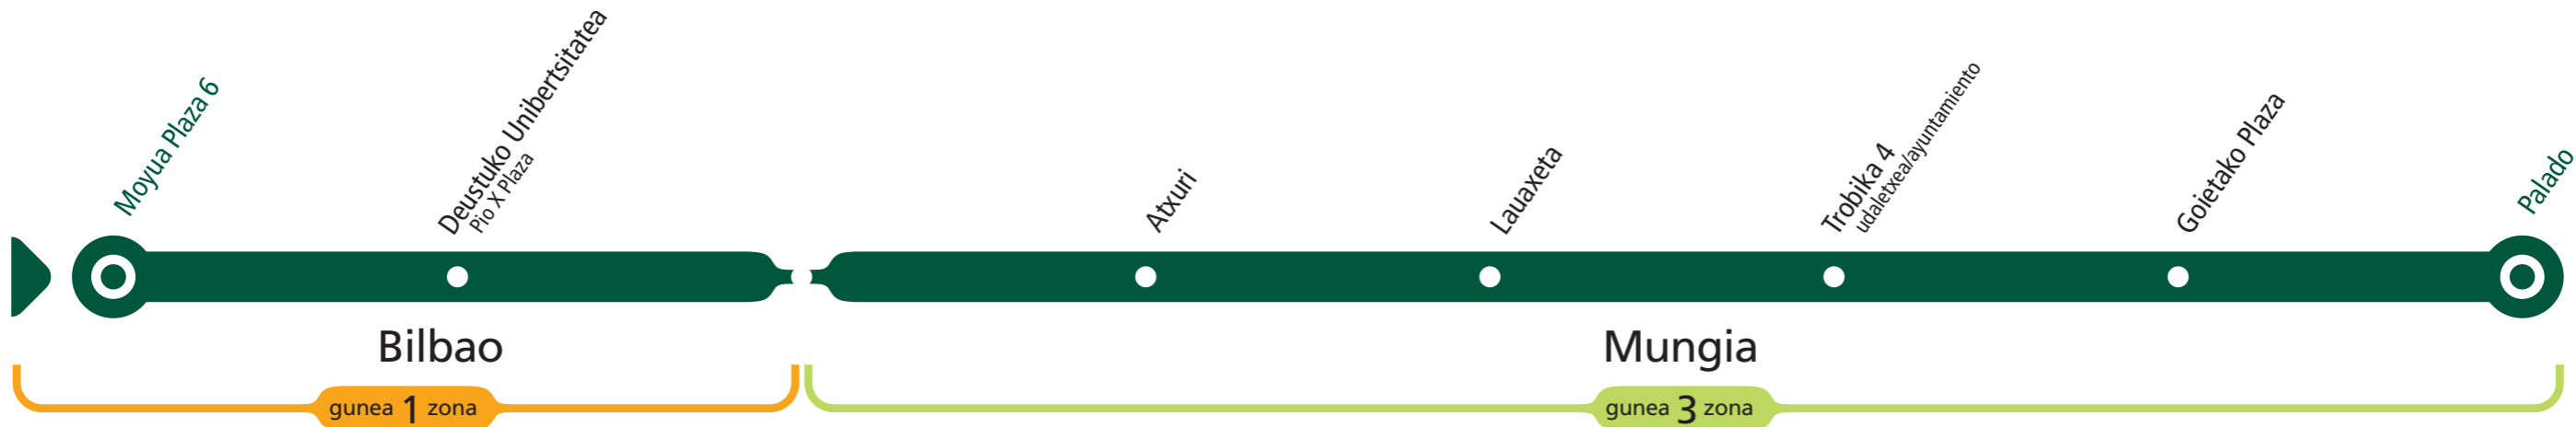 Moyua Plaza 6
Deustuko Unibertsitatea
Pio X Plaza
Atxuri
Lauaxeta
Trobika 4
udaletxea/ayuntamiento
Goietako Plaza
Palado
Bilbao
Mungia
gunea 1 zona
gunea 3 zona